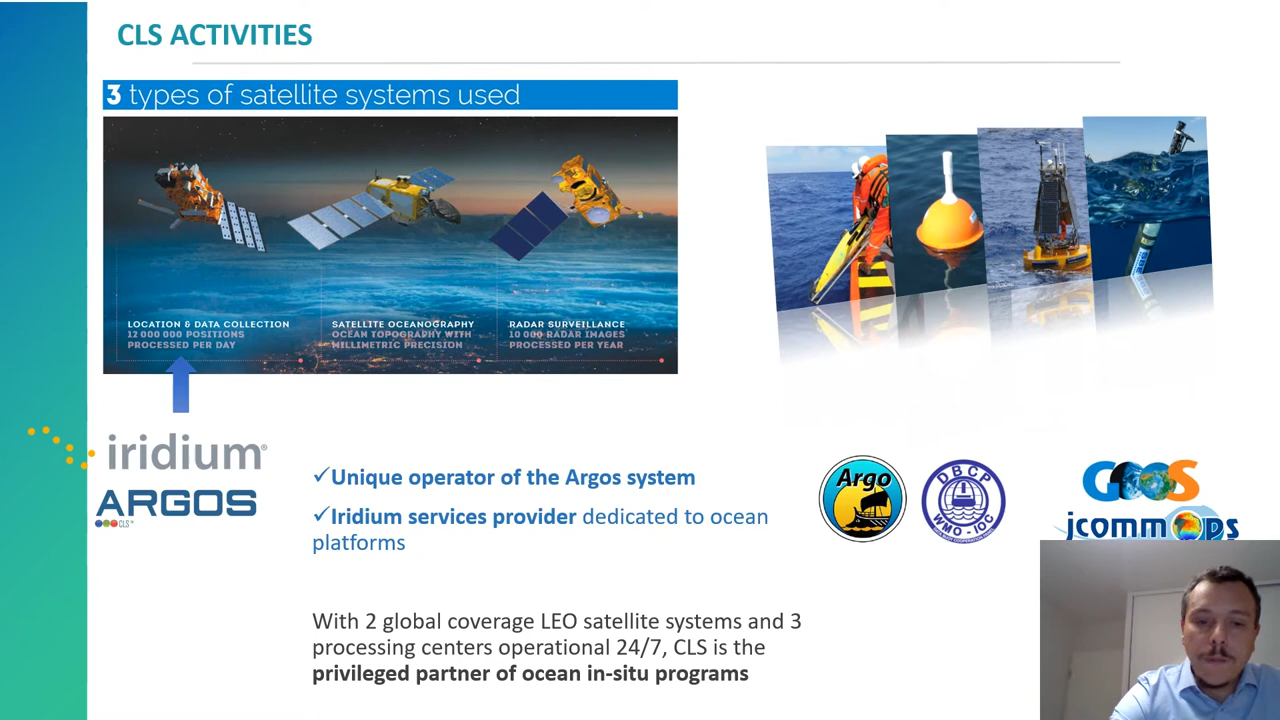 CLS ACTIVITIES
3 types of satellite systems used
LOCATION & DATA COLLECTION
12 000 000 POSITIONS
PROCESSED PER DAY
SATELLITE OCEANOGRAPHY
OCEAN TOPOGRAPHY WITH
MILLIMETRIC PRECISION
RADAR SURVEILLANCE
10 000 RADAR IMAGES
PROCESSED PER YEAR
iridium®
ARGOS
CLS™
✓Unique operator of the Argos system
✓Iridium services provider dedicated to ocean
platforms
With 2 global coverage LEO satellite systems and 3
processing centers operational 24/7, CLS is the
privileged partner of ocean in-situ programs
Argo
DBCP
WMO - IOC
GOOS
jcommops